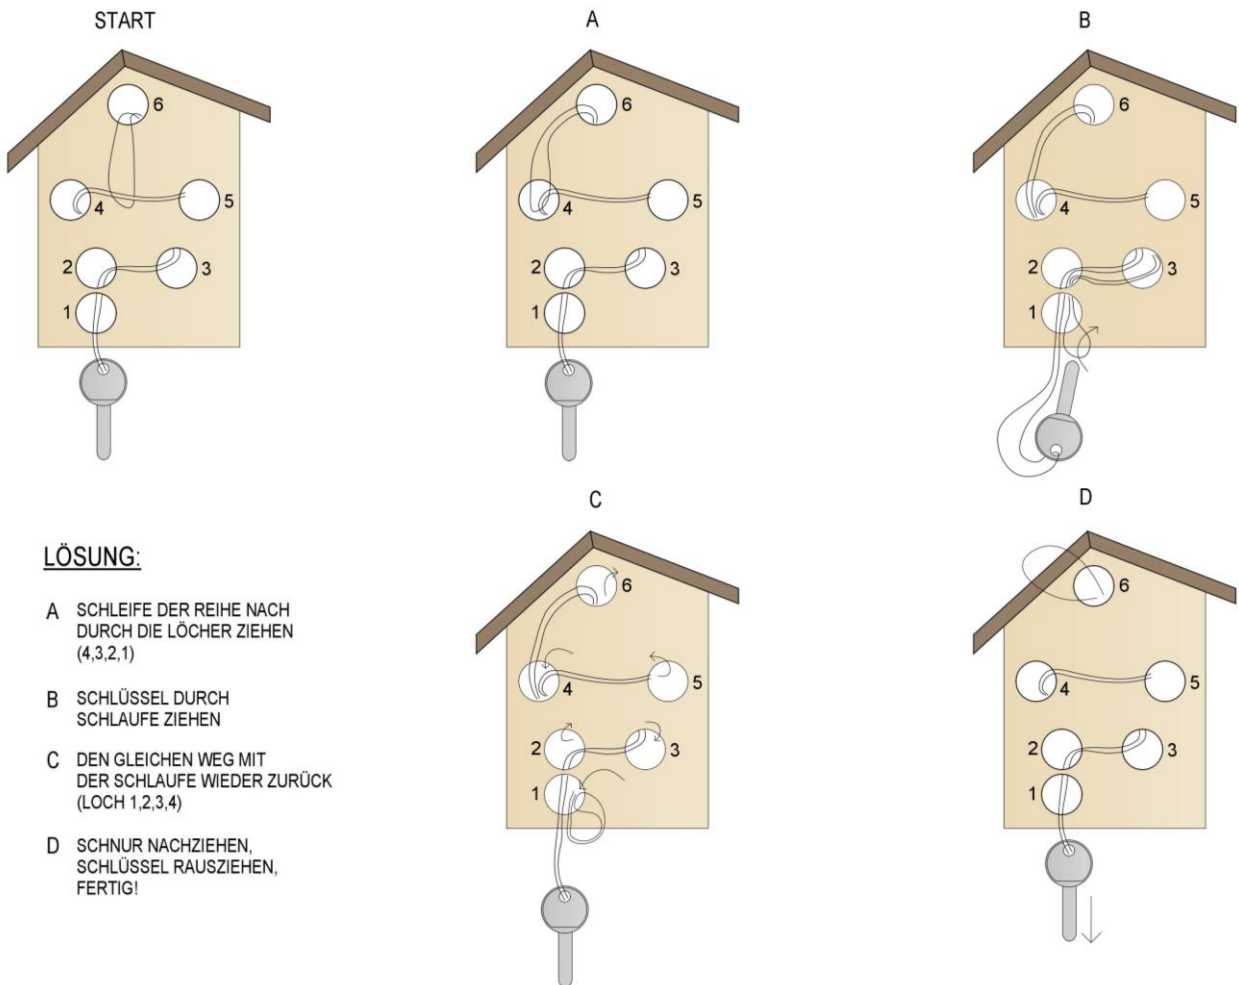 START
6
4
5
2
3
1
A
6
4
5
2
3
1
B
6
4
5
2
3
1
LÖSUNG:
A SCHLEIFE DER REIHE NACH
DURCH DIE LÖCHER ZIEHEN
(4,3,2,1)
B SCHLÜSSEL DURCH
SCHLAUFE ZIEHEN
C DEN GLEICHEN WEG MIT
DER SCHLAUFE WIEDER ZURÜCK
(LOCH 1,2,3,4)
D SCHNUR NACHZIEHEN,
SCHLÜSSEL RAUSZIEHEN,
FERTIG!
C
6
4
5
2
3
1
D
6
4
5
2
3
1